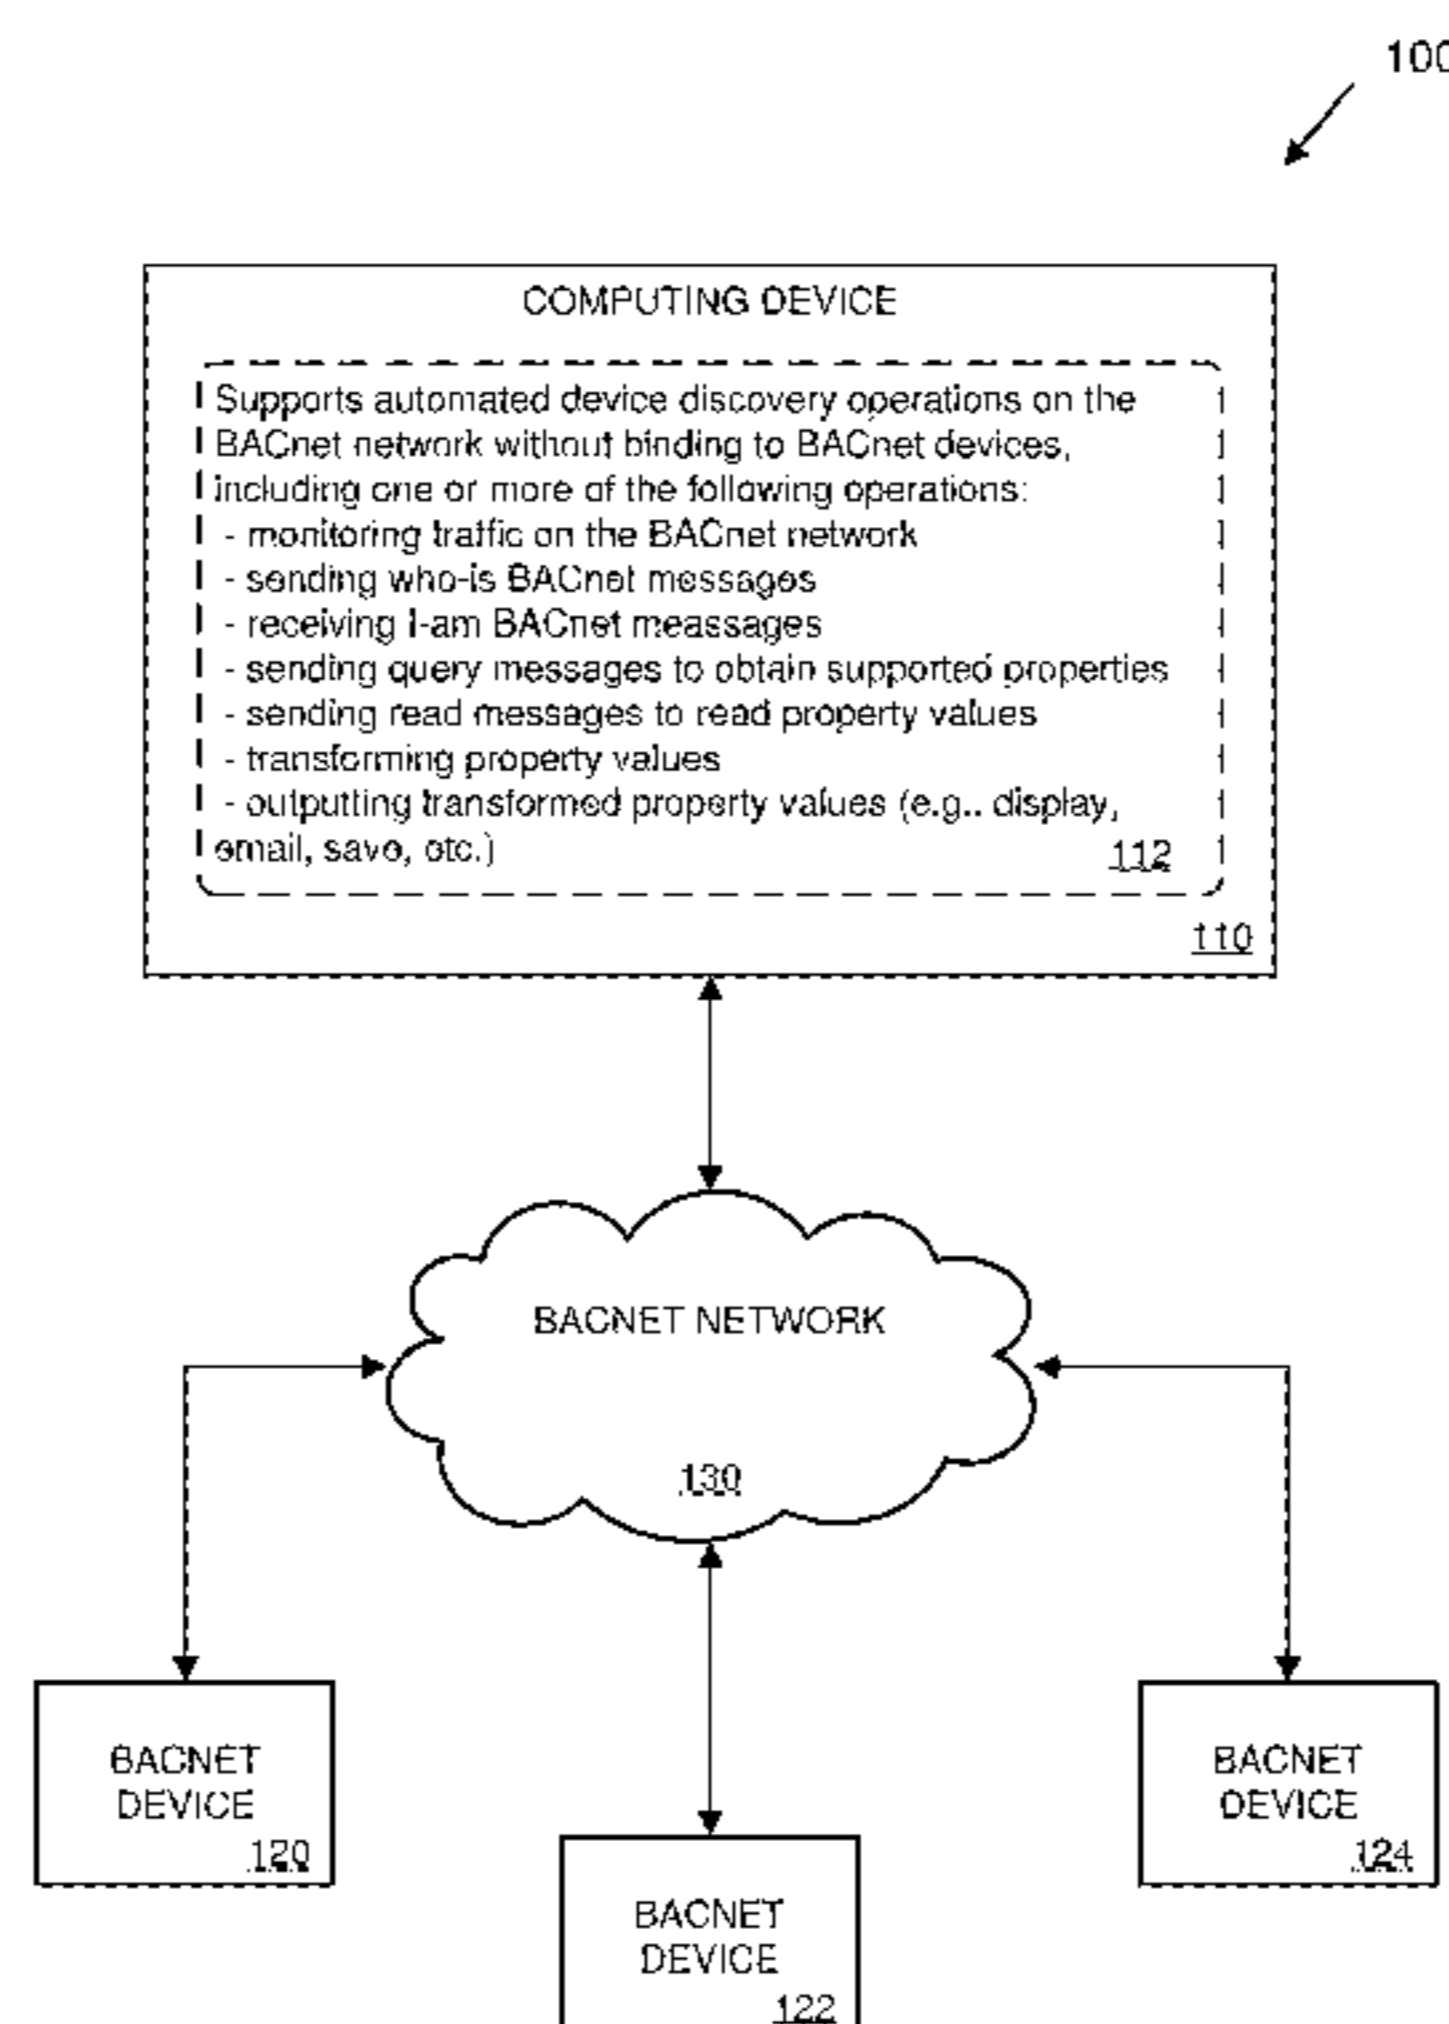 100
COMPUTING DEVICE
Supports automated device discovery operations on the
BACnet network without binding to BACnet devices,
including one or more of the following operations:
- monitoring traffic on the BACnet network
- sending who-is BACnet messages
- receiving I-am BACnet meassages
- sending query messages to obtain supported properties
- sending read messages to read property values
- transforming property values
- outputting transformed property values (e.g., display,
email, save, etc.)
112
110
BACNET NETWORK
130
BACNET
DEVICE
120
BACNET
DEVICE
124
BACNET
DEVICE
122